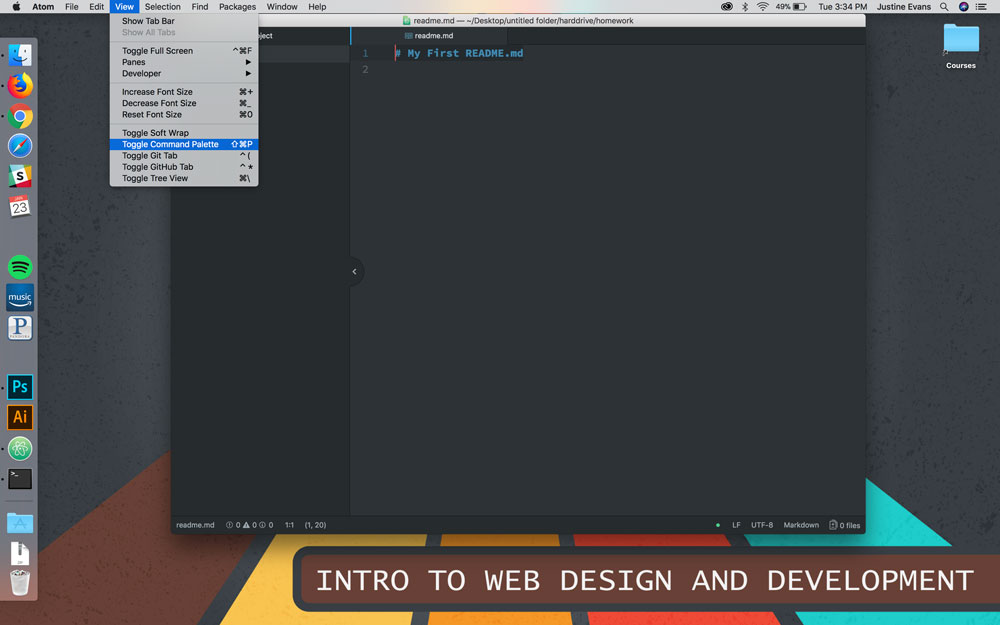 Atom File Edit View Selection Find Packages Window Help 49% Tue 3:34 PM Justine Evans
Show Tab Bar
Show All Tabs
Toggle Full Screen ⌃⌘F
Panes ▶
Developer ▶
Increase Font Size ⌘+
Decrease Font Size ⌘_
Reset Font Size ⌘0
Toggle Soft Wrap
Toggle Command Palette ⇧⌘P
Toggle Git Tab ⌃(
Toggle GitHub Tab ⌃*
Toggle Tree View ⌘\
readme.md — ~/Desktop/untitled folder/harddrive/homework
ject
readme.md
1 # My First README.md
2
Courses
S
23
music
P
Ps
Ai
>_
readme.md 0 0 0 1:1 (1, 20) LF UTF-8 Markdown 0 files
INTRO TO WEB DESIGN AND DEVELOPMENT